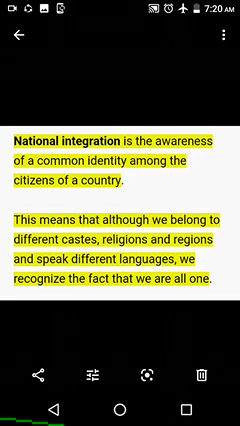 7:20 AM
National integration is the awareness
of a common identity among the
citizens of a country.
This means that although we belong to
different castes, religions and regions
and speak different languages, we
recognize the fact that we are all one.